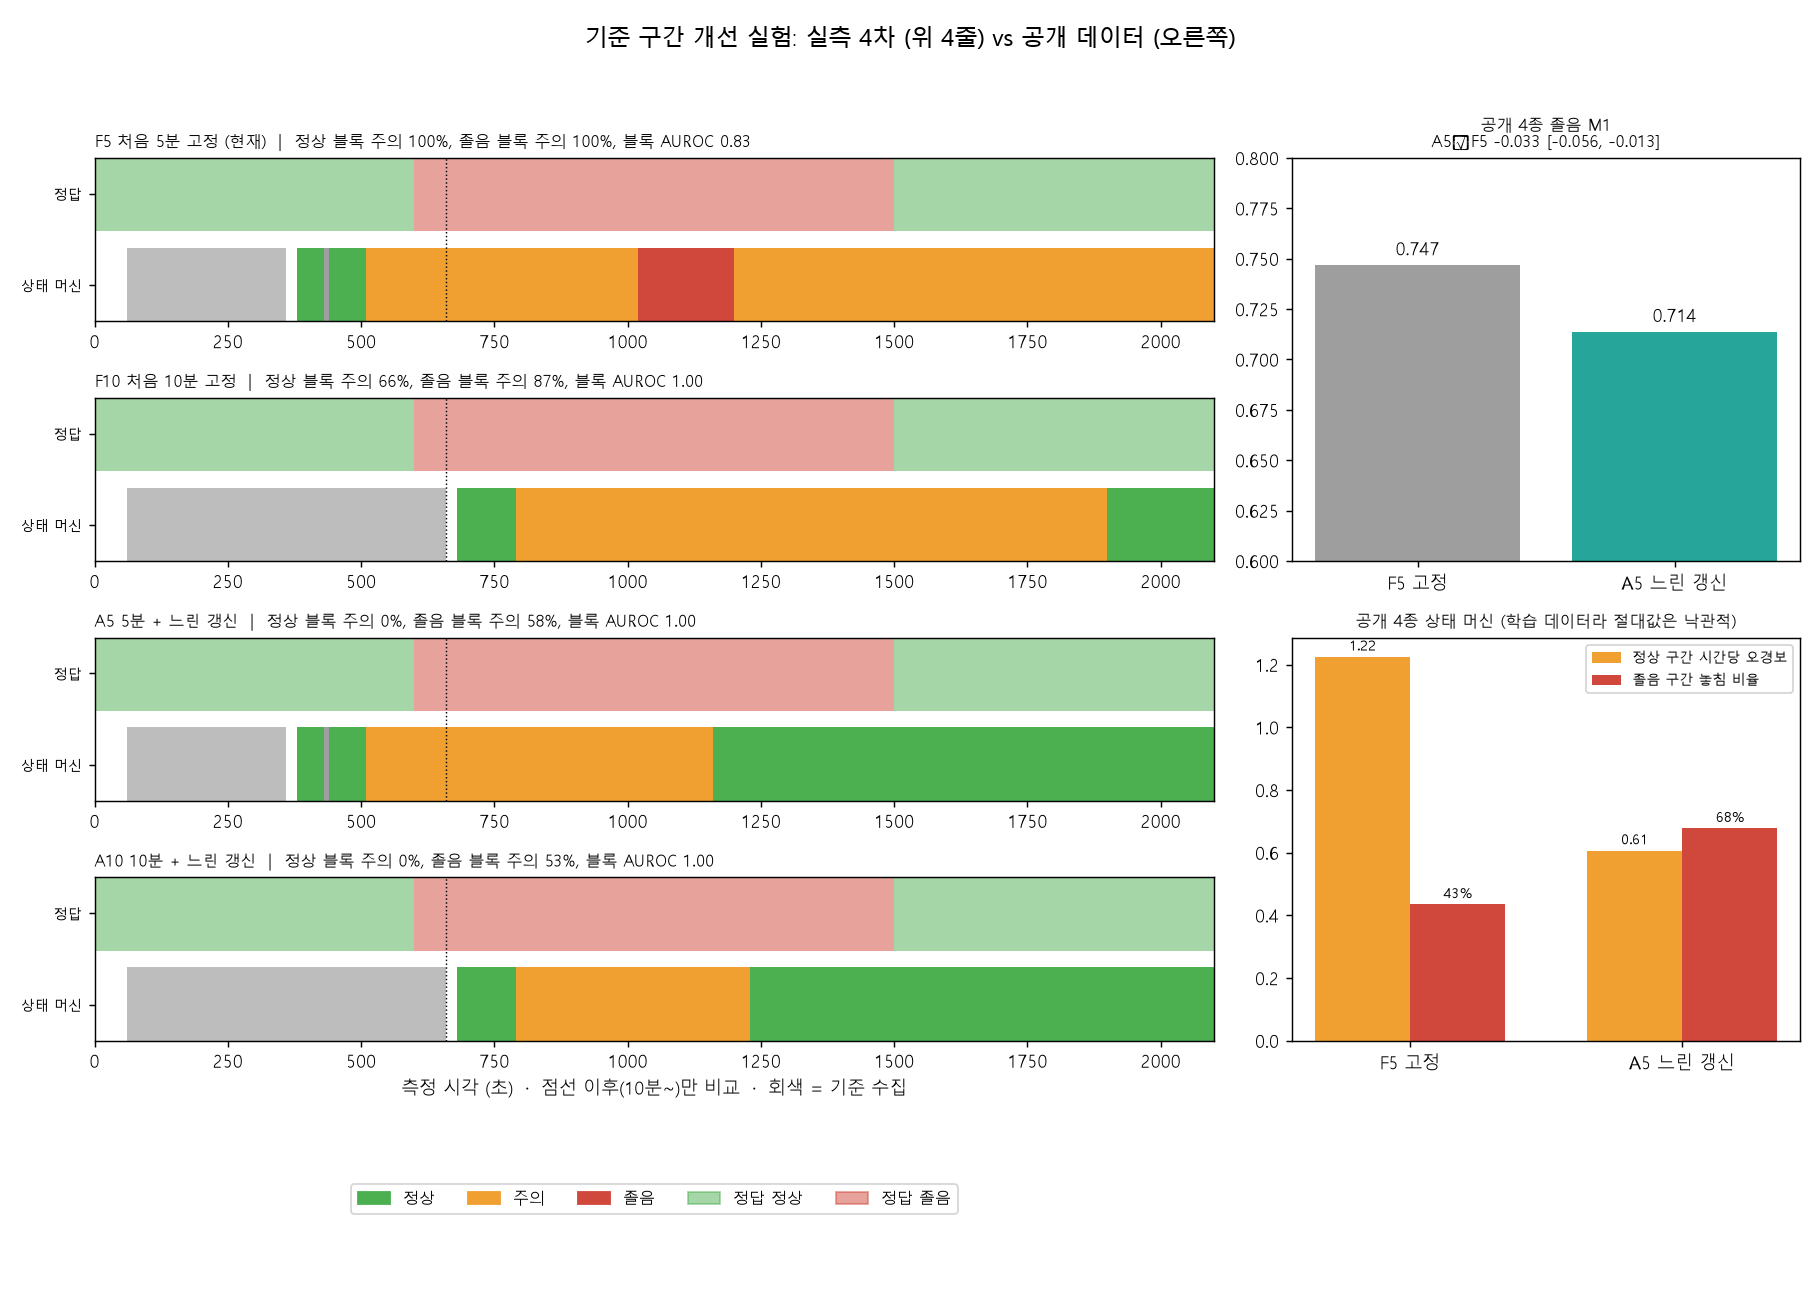 기준 구간 개선 실험: 실측 4차 (위 4줄) vs 공개 데이터 (오른쪽)
F5 처음 5분 고정 (현재) | 정상 블록 주의 100%, 졸음 블록 주의 100%, 블록 AUROC 0.83
정답
상태 머신
0 250 500 750 1000 1250 1500 1750 2000
F10 처음 10분 고정 | 정상 블록 주의 66%, 졸음 블록 주의 87%, 블록 AUROC 1.00
정답
상태 머신
0 250 500 750 1000 1250 1500 1750 2000
A5 5분 + 느린 갱신 | 정상 블록 주의 0%, 졸음 블록 주의 58%, 블록 AUROC 1.00
정답
상태 머신
0 250 500 750 1000 1250 1500 1750 2000
A10 10분 + 느린 갱신 | 정상 블록 주의 0%, 졸음 블록 주의 53%, 블록 AUROC 1.00
정답
상태 머신
0 250 500 750 1000 1250 1500 1750 2000
측정 시각 (초) · 점선 이후(10분~)만 비교 · 회색 = 기준 수집
정상 주의 졸음 정답 정상 정답 졸음
공개 4종 졸음 M1
A5 F5 -0.033 [-0.056, -0.013]
0.800
0.775
0.750
0.725
0.700
0.675
0.650
0.625
0.600
0.747
0.714
F5 고정 A5 느린 갱신
공개 4종 상태 머신 (학습 데이터라 절대값은 낙관적)
정상 구간 시간당 오경보
졸음 구간 놓침 비율
1.2
1.0
0.8
0.6
0.4
0.2
0.0
1.22
43%
0.61
68%
F5 고정 A5 느린 갱신